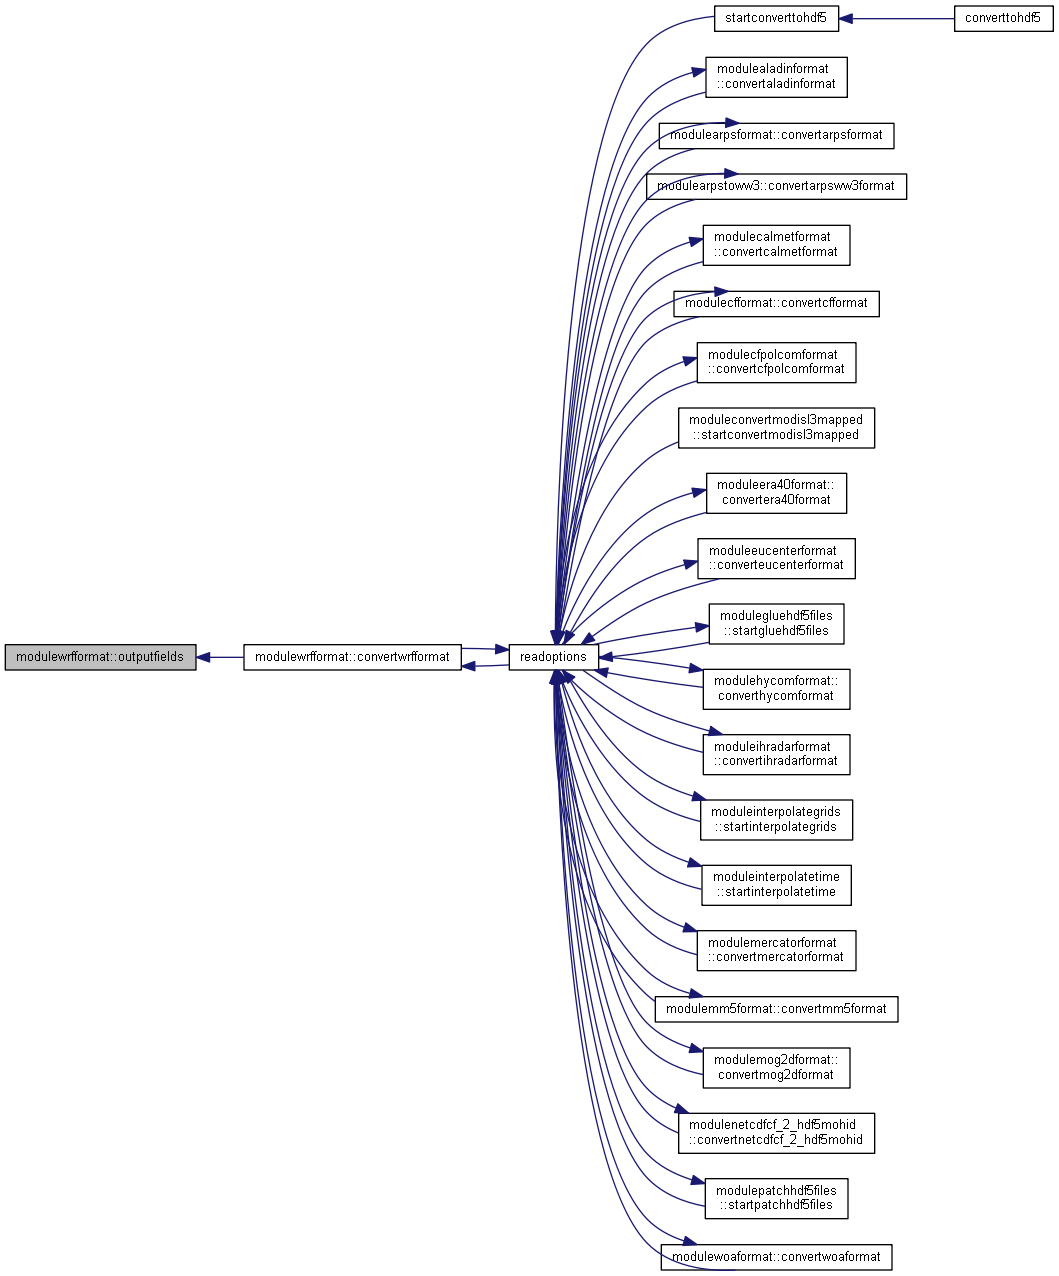 startconverttohdf5
converttohdf5
modulealadinformat
::convertaladinformat
modulearpsformat::convertarpsformat
modulearpstoww3::convertarpsww3format
modulecalmetformat
::convertcalmetformat
modulecfformat::convertcfformat
modulecfpolcomformat
::convertcfpolcomformat
moduleconvertmodisl3mapped
::startconvertmodisl3mapped
moduleera40format::
convertera40format
moduleeucenterformat
::converteucenterformat
modulegluehdf5files
::startgluehdf5files
modulewrfformat::outputfields
modulewrfformat::convertwrfformat
readoptions
modulehycomformat::
converthycomformat
moduleihradarformat
::convertihradarformat
moduleinterpolategrids
::startinterpolategrids
moduleinterpolatetime
::startinterpolatetime
modulemercatorformat
::convertmercatorformat
modulemm5format::convertmm5format
modulemog2dformat::
convertmog2dformat
modulenetcdfcf_2_hdf5mohid
::convertnetcdfcf_2_hdf5mohid
modulepatchhdf5files
::startpatchhdf5files
modulewoaformat::convertwoaformat